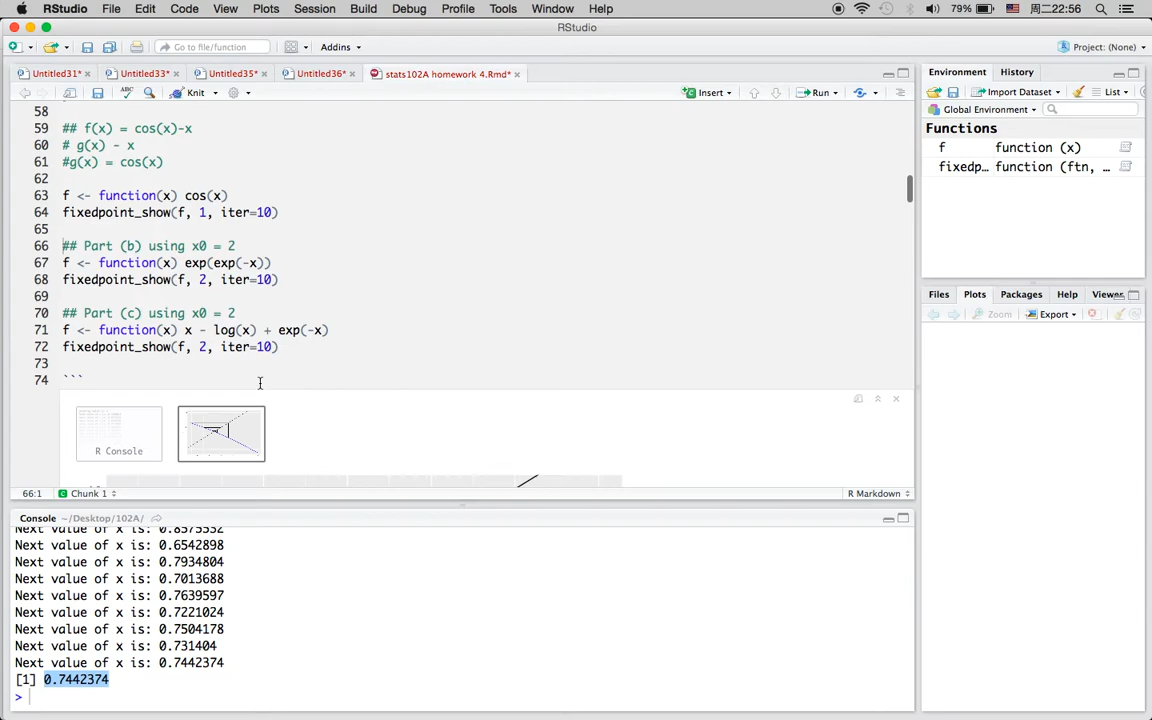 RStudio File Edit Code View Plots Session Build Debug Profile Tools Window Help 79% 周二22:56
RStudio
Go to file/function Addins Project: (None)
Untitled31* Untitled33* Untitled35* Untitled36* stats102A homework 4.Rmd*
Knit Insert Run
58
59 ## f(x) = cos(x)-x
60 # g(x) - x
61 #g(x) = cos(x)
62
63 f <- function(x) cos(x)
64 fixedpoint_show(f, 1, iter=10)
65
66 ## Part (b) using x0 = 2
67 f <- function(x) exp(exp(-x))
68 fixedpoint_show(f, 2, iter=10)
69
70 ## Part (c) using x0 = 2
71 f <- function(x) x - log(x) + exp(-x)
72 fixedpoint_show(f, 2, iter=10)
73
74 ```
R Console
66:1 Chunk 1 R Markdown
Console ~/Desktop/102A/
Next value of x is: 0.8575532
Next value of x is: 0.6542898
Next value of x is: 0.7934804
Next value of x is: 0.7013688
Next value of x is: 0.7639597
Next value of x is: 0.7221024
Next value of x is: 0.7504178
Next value of x is: 0.731404
Next value of x is: 0.7442374
[1] 0.7442374
>
Environment History
Import Dataset List
Global Environment
Functions
f function (x)
fixedp… function (ftn, …
Files Plots Packages Help Viewer
Zoom Export